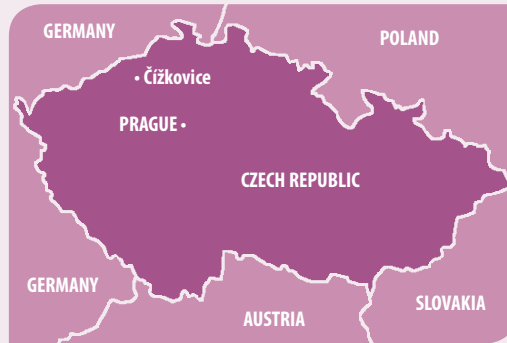 GERMANY
POLAND
• Čížkovice
PRAGUE •
CZECH REPUBLIC
GERMANY
SLOVAKIA
AUSTRIA